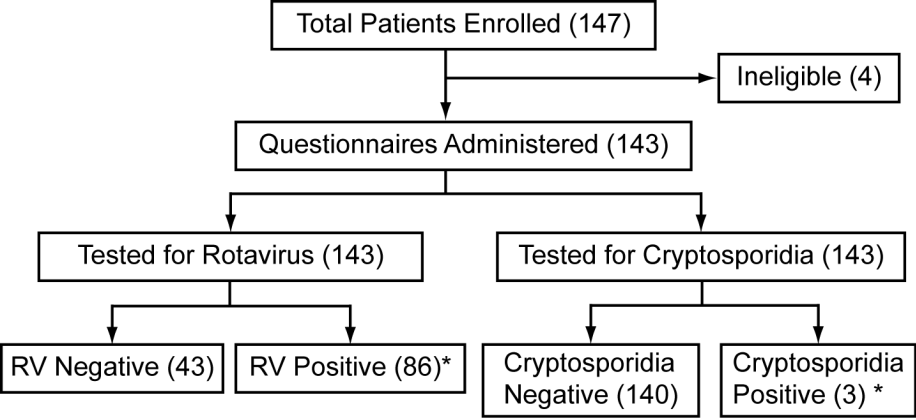 Total Patients Enrolled (147)
Ineligible (4)
Questionnaires Administered (143)
Tested for Rotavirus (143)
Tested for Cryptosporidia (143)
RV Negative (43)
RV Positive (86)*
Cryptosporidia
Negative (140)
Cryptosporidia
Positive (3) *